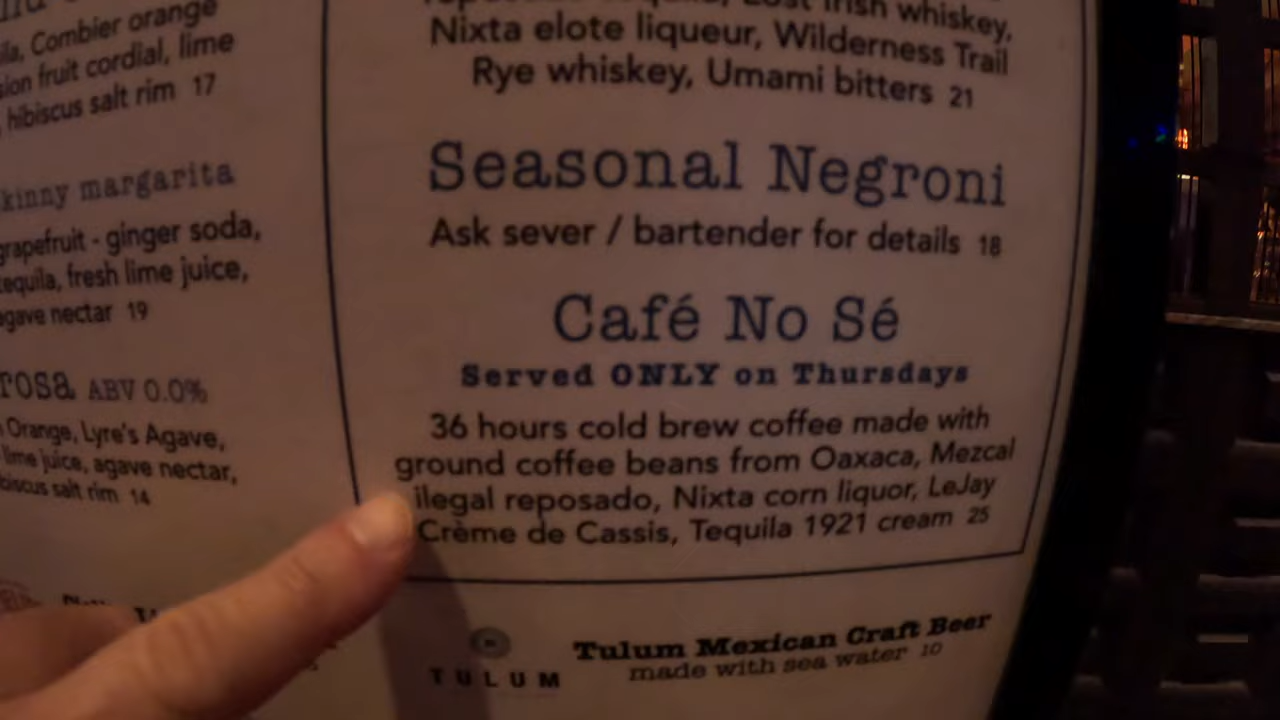 Combier orange
fruit cordial, lime
hibiscus salt rim 17
skinny margarita
grapefruit - ginger soda,
tequila, fresh lime juice,
agave nectar 19
rosa ABV 0.0%
Orange, Lyre's Agave,
lime juice, agave nectar,
salt rim 14
Irish whiskey,
Nixta elote liqueur, Wilderness Trail
Rye whiskey, Umami bitters 21
Seasonal Negroni
Ask sever / bartender for details 18
Café No Sé
Served ONLY on Thursdays
36 hours cold brew coffee made with
ground coffee beans from Oaxaca, Mezcal
ilegal reposado, Nixta corn liquor, LeJay
Crème de Cassis, Tequila 1921 cream 25
TULUM
Tulum Mexican Craft Beer
made with sea water 10